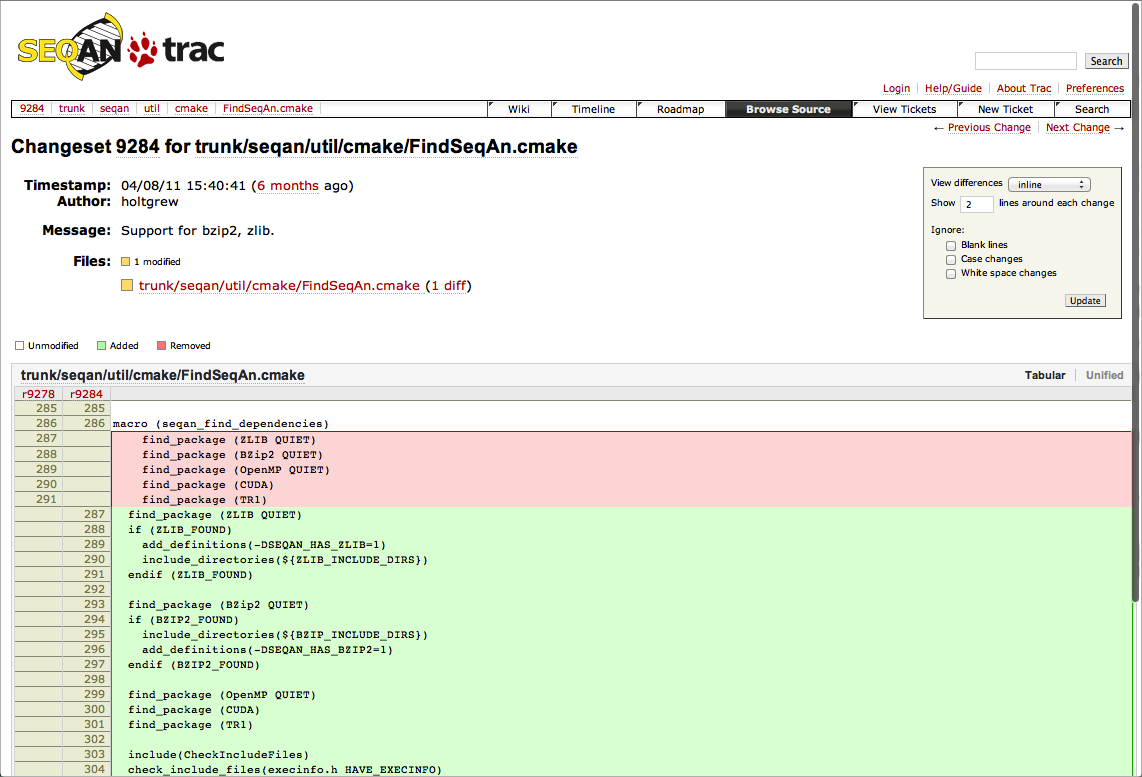 SEQAN trac
Search
Login Help/Guide About Trac Preferences
9284 trunk seqan util cmake FindSeqAn.cmake Wiki Timeline Roadmap Browse Source View Tickets New Ticket Search
← Previous Change Next Change →
Changeset 9284 for trunk/seqan/util/cmake/FindSeqAn.cmake
Timestamp: 04/08/11 15:40:41 (6 months ago)
Author: holtgrew
Message: Support for bzip2, zlib.
Files: 1 modified
trunk/seqan/util/cmake/FindSeqAn.cmake (1 diff)
View differences inline
Show 2 lines around each change
Ignore:
Blank lines
Case changes
White space changes
Update
Unmodified Added Removed
trunk/seqan/util/cmake/FindSeqAn.cmake Tabular Unified
r9278 r9284
285 285
286 286 macro (seqan_find_dependencies)
287 find_package (ZLIB QUIET)
288 find_package (BZip2 QUIET)
289 find_package (OpenMP QUIET)
290 find_package (CUDA)
291 find_package (TR1)
287 find_package (ZLIB QUIET)
288 if (ZLIB_FOUND)
289 add_definitions(-DSEQAN_HAS_ZLIB=1)
290 include_directories(${ZLIB_INCLUDE_DIRS})
291 endif (ZLIB_FOUND)
292
293 find_package (BZip2 QUIET)
294 if (BZIP2_FOUND)
295 include_directories(${BZIP_INCLUDE_DIRS})
296 add_definitions(-DSEQAN_HAS_BZIP2=1)
297 endif (BZIP2_FOUND)
298
299 find_package (OpenMP QUIET)
300 find_package (CUDA)
301 find_package (TR1)
302
303 include(CheckIncludeFiles)
304 check_include_files(execinfo.h HAVE_EXECINFO)